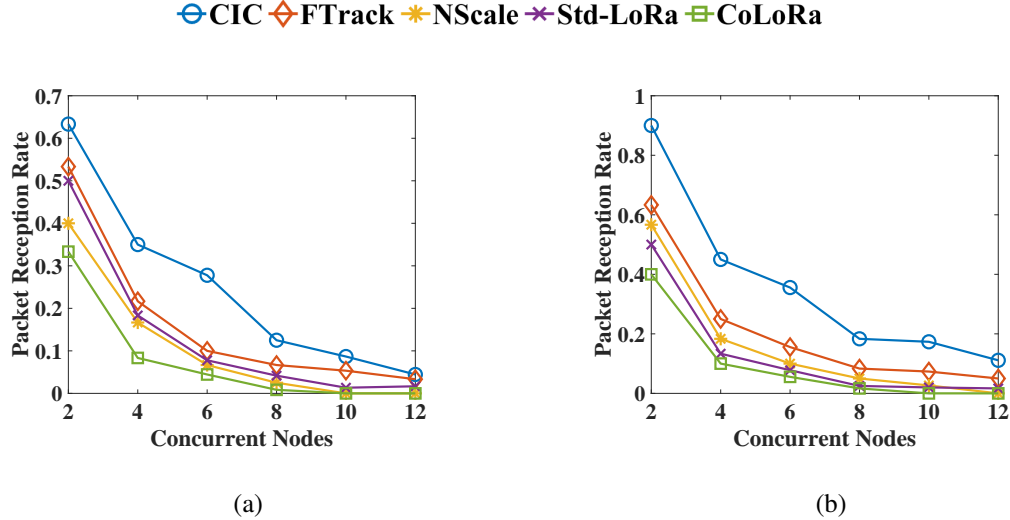 CIC FTrack NScale Std-LoRa CoLoRa
Packet Reception Rate
0.7
0.6
0.5
0.4
0.3
0.2
0.1
0
2 4 6 8 10 12
Concurrent Nodes
(a)
Packet Reception Rate
1
0.8
0.6
0.4
0.2
0
2 4 6 8 10 12
Concurrent Nodes
(b)